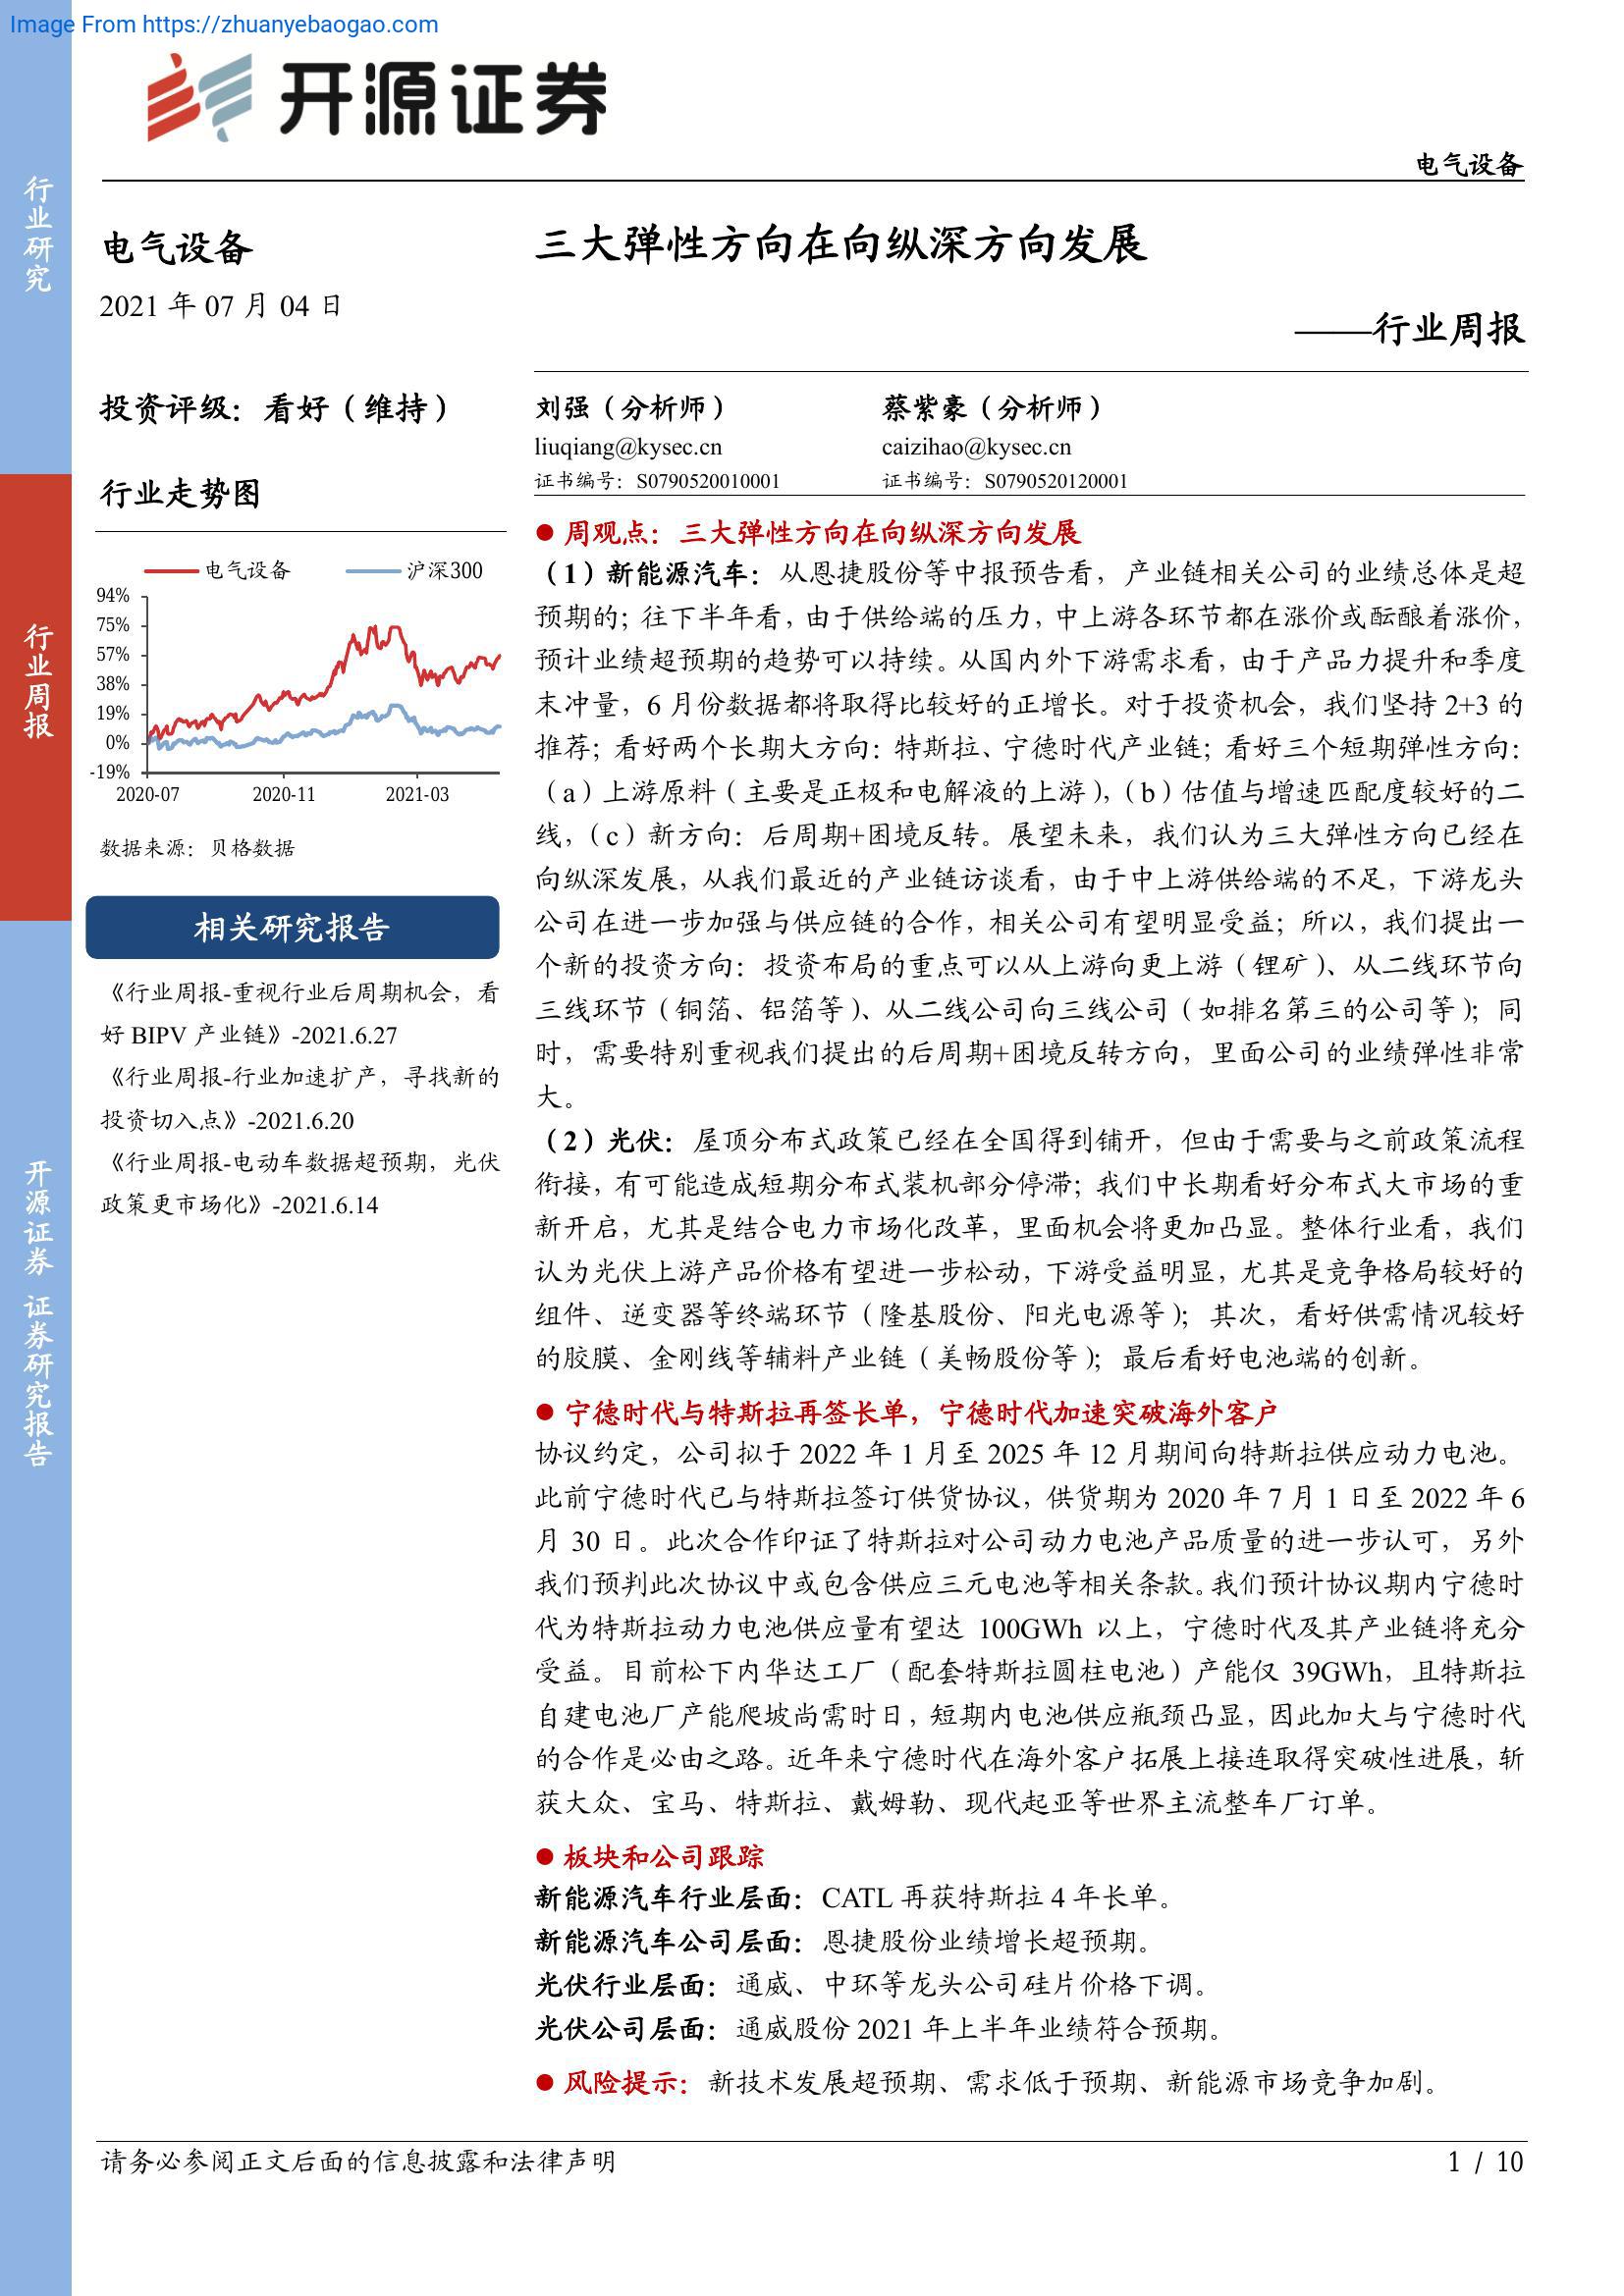 Image From https://zhuanyebaogao.com
开源证券
电气设备
行业研究
行业周报
开源证券 证券研究报告
电气设备
2021 年 07 月 04 日
投资评级：看好（维持）
行业走势图
电气设备 沪深300
94%
75%
57%
38%
19%
0%
-19%
2020-07 2020-11 2021-03
数据来源：贝格数据
相关研究报告
《行业周报-重视行业后周期机会，看
好 BIPV 产业链》-2021.6.27
《行业周报-行业加速扩产，寻找新的
投资切入点》-2021.6.20
《行业周报-电动车数据超预期，光伏
政策更市场化》-2021.6.14
三大弹性方向在向纵深方向发展
——行业周报
刘强（分析师） 蔡紫豪（分析师）
liuqiang@kysec.cn caizihao@kysec.cn
证书编号：S0790520010001 证书编号：S0790520120001
● 周观点：三大弹性方向在向纵深方向发展
（1）新能源汽车：从恩捷股份等中报预告看，产业链相关公司的业绩总体是超
预期的；往下半年看，由于供给端的压力，中上游各环节都在涨价或酝酿着涨价，
预计业绩超预期的趋势可以持续。从国内外下游需求看，由于产品力提升和季度
末冲量，6 月份数据都将取得比较好的正增长。对于投资机会，我们坚持 2+3 的
推荐；看好两个长期大方向：特斯拉、宁德时代产业链；看好三个短期弹性方向：
（a）上游原料（主要是正极和电解液的上游），（b）估值与增速匹配度较好的二
线，（c）新方向：后周期+困境反转。展望未来，我们认为三大弹性方向已经在
向纵深发展，从我们最近的产业链访谈看，由于中上游供给端的不足，下游龙头
公司在进一步加强与供应链的合作，相关公司有望明显受益；所以，我们提出一
个新的投资方向：投资布局的重点可以从上游向更上游（锂矿）、从二线环节向
三线环节（铜箔、铝箔等）、从二线公司向三线公司（如排名第三的公司等）；同
时，需要特别重视我们提出的后周期+困境反转方向，里面公司的业绩弹性非常
大。
（2）光伏：屋顶分布式政策已经在全国得到铺开，但由于需要与之前政策流程
衔接，有可能造成短期分布式装机部分停滞；我们中长期看好分布式大市场的重
新开启，尤其是结合电力市场化改革，里面机会将更加凸显。整体行业看，我们
认为光伏上游产品价格有望进一步松动，下游受益明显，尤其是竞争格局较好的
组件、逆变器等终端环节（隆基股份、阳光电源等）；其次，看好供需情况较好
的胶膜、金刚线等辅料产业链（美畅股份等）；最后看好电池端的创新。
● 宁德时代与特斯拉再签长单，宁德时代加速突破海外客户
协议约定，公司拟于 2022 年 1 月至 2025 年 12 月期间向特斯拉供应动力电池。
此前宁德时代已与特斯拉签订供货协议，供货期为 2020 年 7 月 1 日至 2022 年 6
月 30 日。此次合作印证了特斯拉对公司动力电池产品质量的进一步认可，另外
我们预判此次协议中或包含供应三元电池等相关条款。我们预计协议期内宁德时
代为特斯拉动力电池供应量有望达 100GWh 以上，宁德时代及其产业链将充分
受益。目前松下内华达工厂（配套特斯拉圆柱电池）产能仅 39GWh，且特斯拉
自建电池厂产能爬坡尚需时日，短期内电池供应瓶颈凸显，因此加大与宁德时代
的合作是必由之路。近年来宁德时代在海外客户拓展上接连取得突破性进展，斩
获大众、宝马、特斯拉、戴姆勒、现代起亚等世界主流整车厂订单。
● 板块和公司跟踪
新能源汽车行业层面：CATL 再获特斯拉 4 年长单。
新能源汽车公司层面：恩捷股份业绩增长超预期。
光伏行业层面：通威、中环等龙头公司硅片价格下调。
光伏公司层面：通威股份 2021 年上半年业绩符合预期。
● 风险提示：新技术发展超预期、需求低于预期、新能源市场竞争加剧。
请务必参阅正文后面的信息披露和法律声明 1 / 10